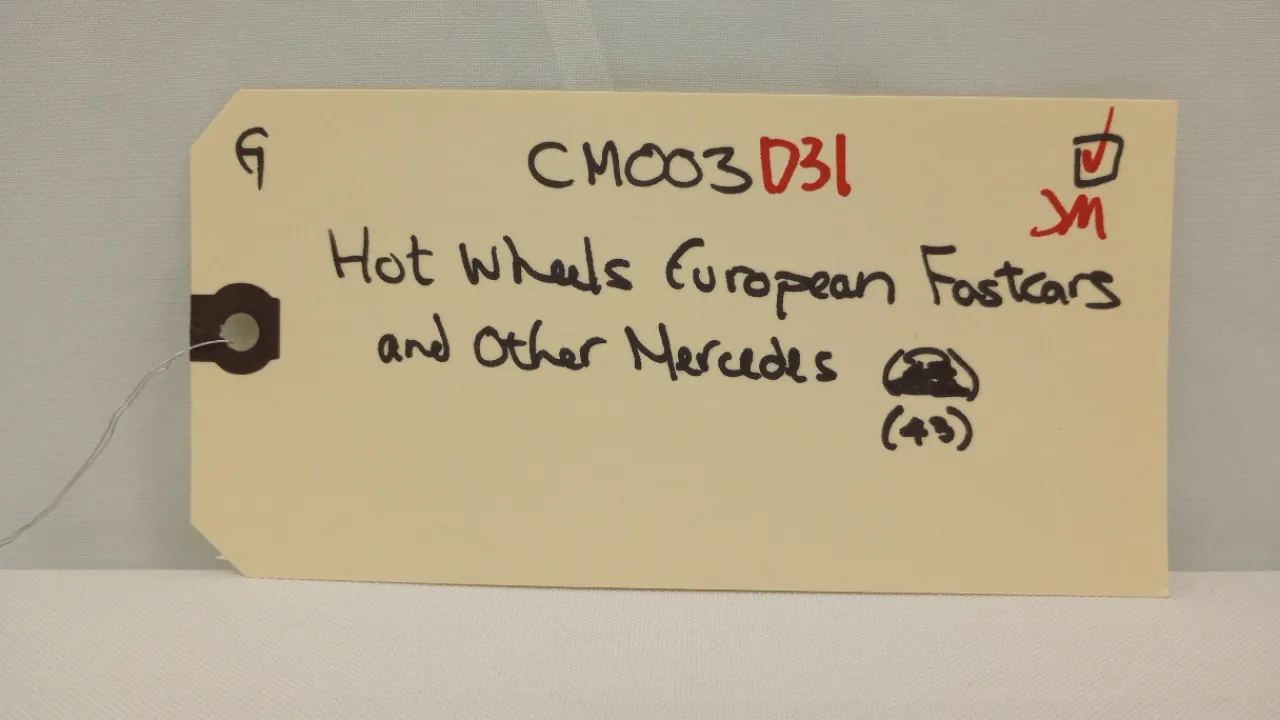 G CM003D31
JM
Hot Wheels European Fastcars
and Other Mercedes
(43)